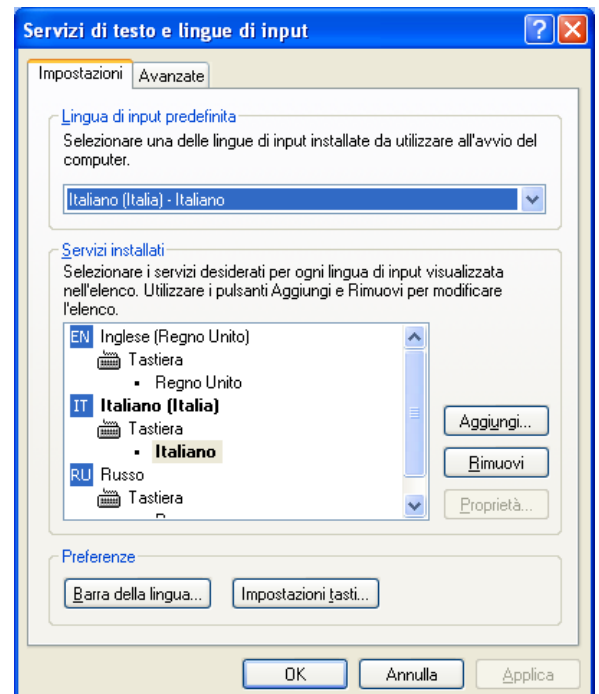 Servizi di testo e lingue di input
Impostazioni
Avanzate
Lingua di input predefinita
Selezionare una delle lingue di input installate da utilizzare all'avvio del
computer.
Italiano (Italia) - Italiano
Servizi installati
Selezionare i servizi desiderati per ogni lingua di input visualizzata
nell'elenco. Utilizzare i pulsanti Aggiungi e Rimuovi per modificare
l'elenco.
EN Inglese (Regno Unito)
Tastiera
• Regno Unito
IT Italiano (Italia)
Tastiera
• Italiano
RU Russo
Tastiera
Aggiungi...
Rimuovi
Proprietà...
Preferenze
Barra della lingua...
Impostazioni tasti...
OK
Annulla
Applica